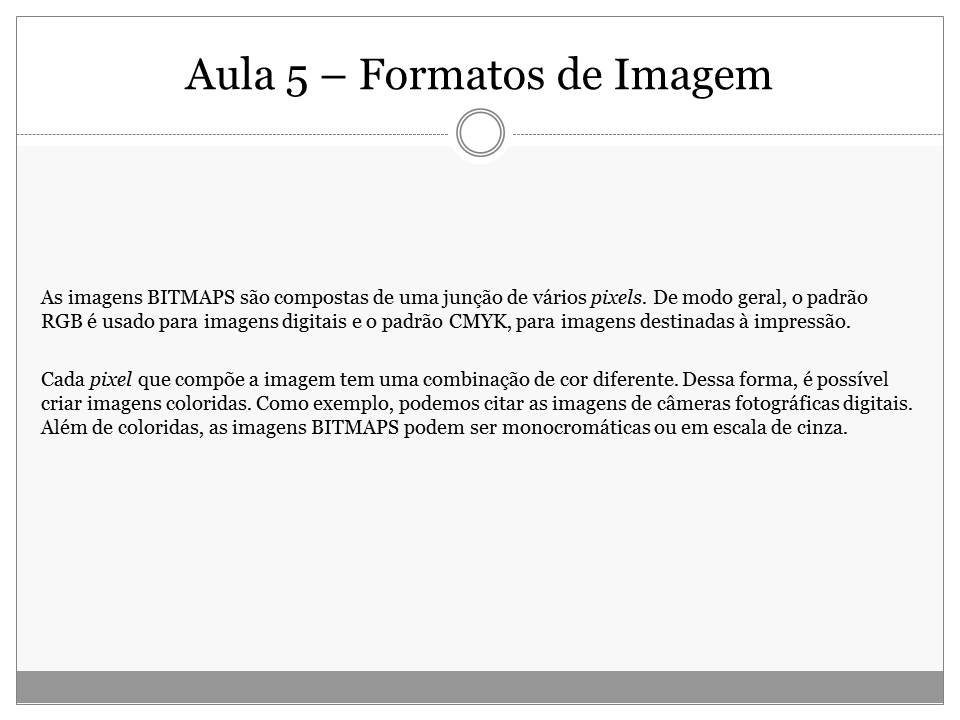 Aula 5 – Formatos de Imagem
As imagens BITMAPS são compostas de uma junção de vários pixels. De modo geral, o padrão
RGB é usado para imagens digitais e o padrão CMYK, para imagens destinadas à impressão.
Cada pixel que compõe a imagem tem uma combinação de cor diferente. Dessa forma, é possível
criar imagens coloridas. Como exemplo, podemos citar as imagens de câmeras fotográficas digitais.
Além de coloridas, as imagens BITMAPS podem ser monocromáticas ou em escala de cinza.